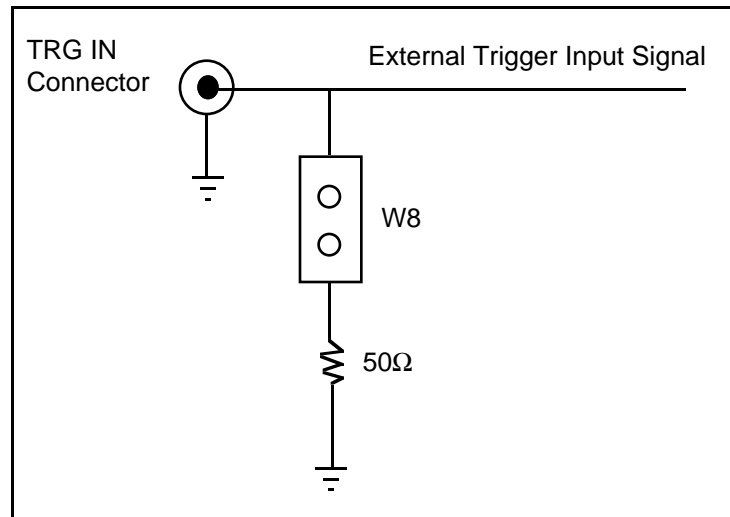 TRG IN
Connector
External Trigger Input Signal
W8
50Ω